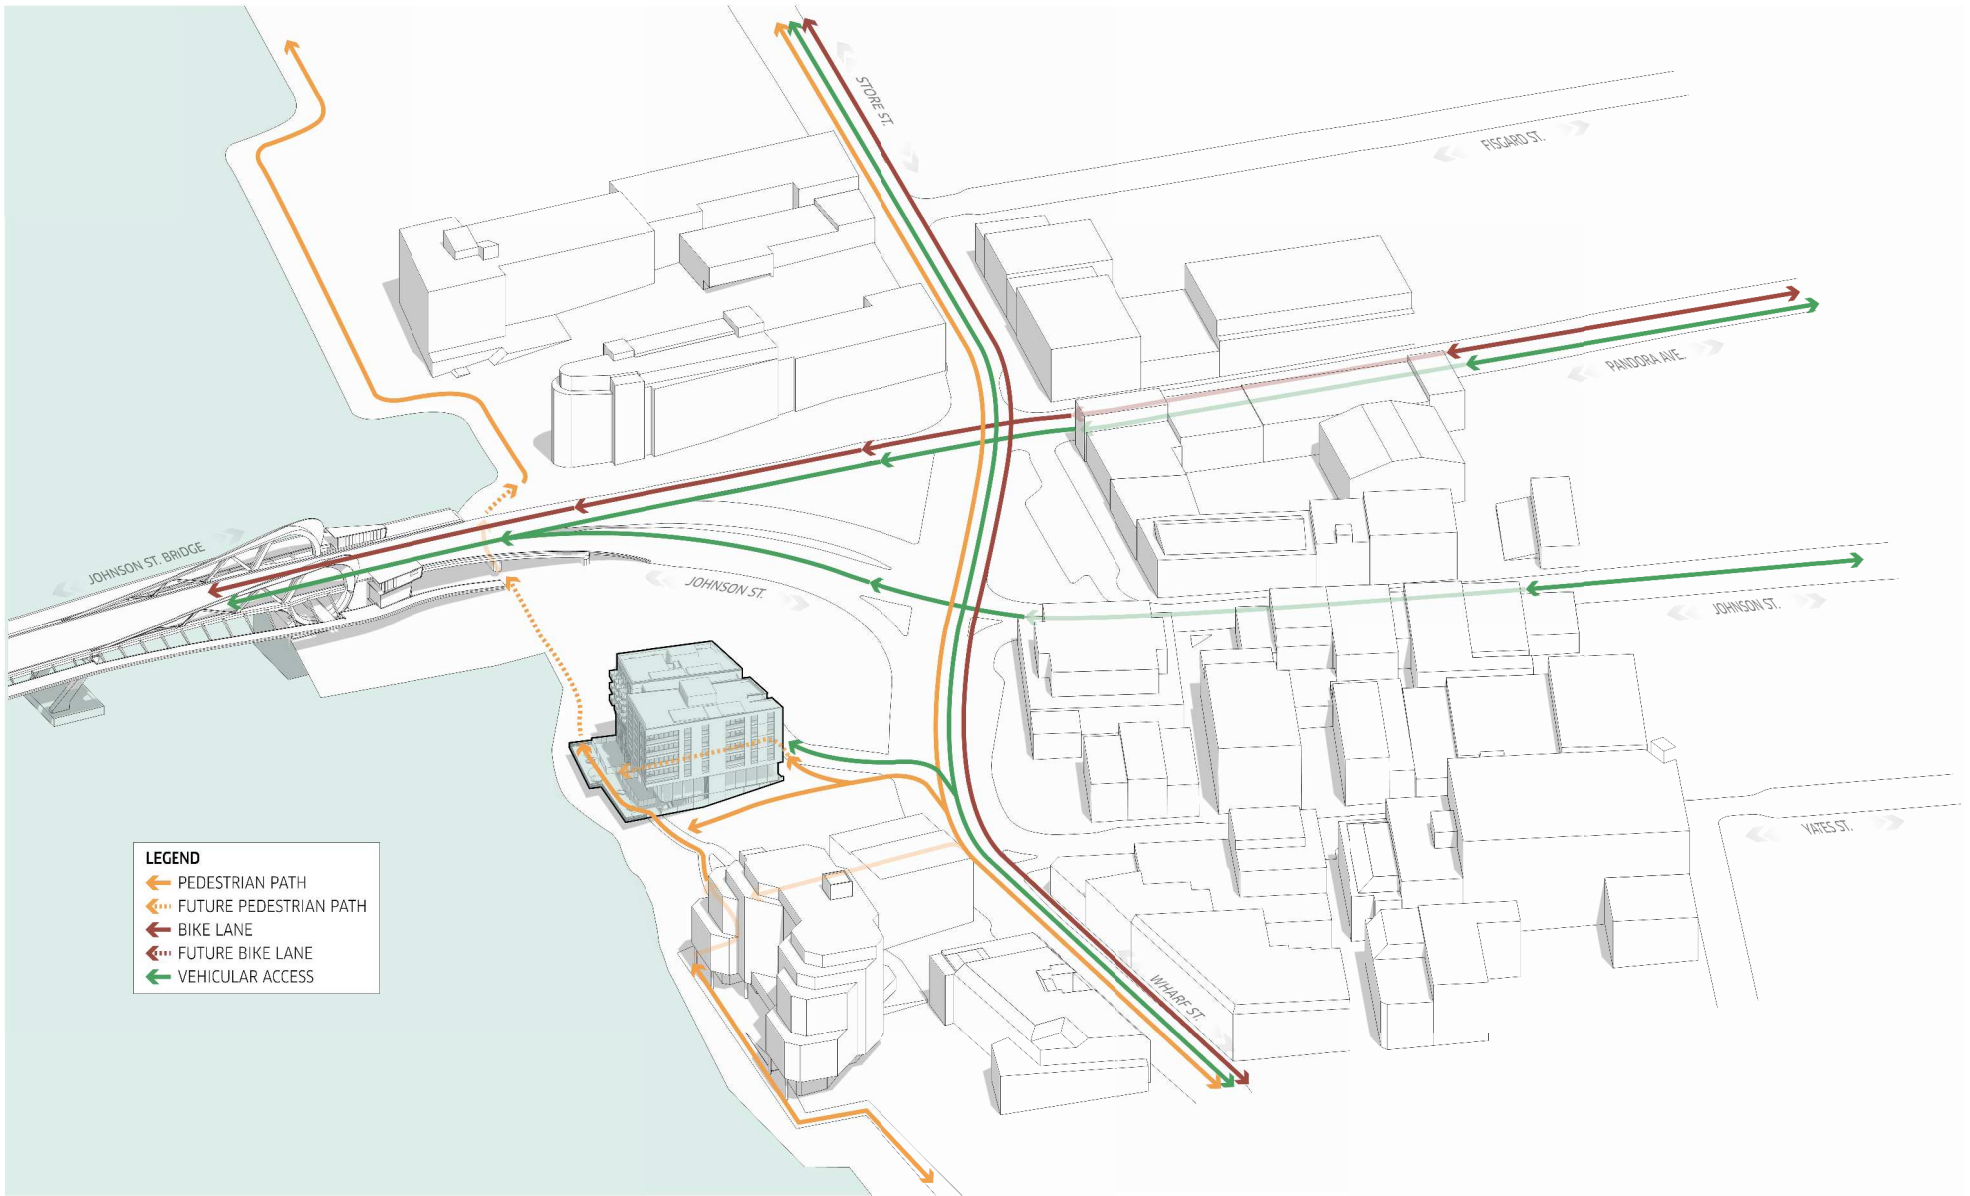 STORE ST.
FISGARD ST.
PANDORA AVE.
JOHNSON ST. BRIDGE
JOHNSON ST.
JOHNSON ST.
YATES ST.
WHARF ST.
LEGEND
PEDESTRIAN PATH
FUTURE PEDESTRIAN PATH
BIKE LANE
FUTURE BIKE LANE
VEHICULAR ACCESS